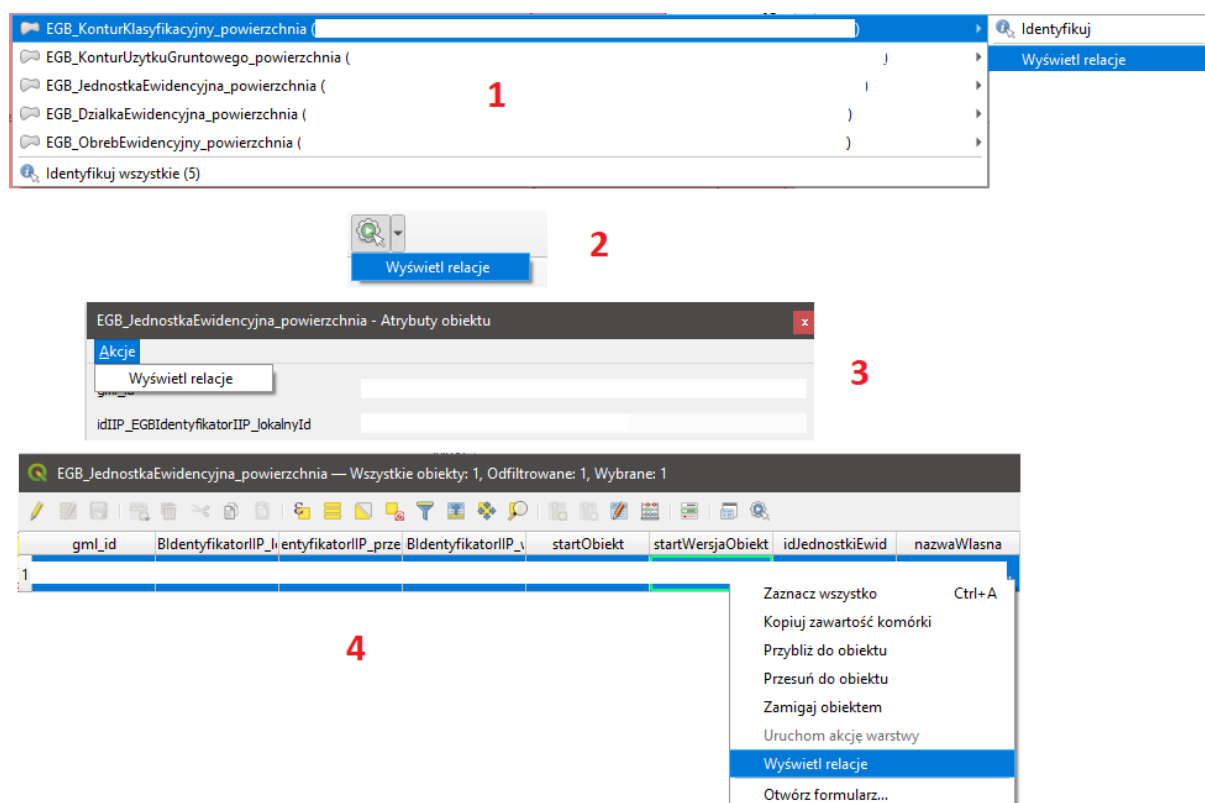 EGB_KonturKlasyfikacyjny_powierzchnia ( )
Identyfikuj
EGB_KonturUzytkuGruntowego_powierzchnia ( )
Wyświetl relacje
EGB_JednostkaEwidencyjna_powierzchnia ( )
1
EGB_DzialkaEwidencyjna_powierzchnia ( )
EGB_ObrebEwidencyjny_powierzchnia ( )
Identyfikuj wszystkie (5)
2
Wyświetl relacje
EGB_JednostkaEwidencyjna_powierzchnia - Atrybuty obiektu
x
Akcje
Wyświetl relacje
3
idIIP_EGBIdentyfikatorIIP_lokalnyId
EGB_JednostkaEwidencyjna_powierzchnia — Wszystkie obiekty: 1, Odfiltrowane: 1, Wybrane: 1
gml_id BIdentyfikatorIIP_l entyfikatorIIP_prze BIdentyfikatorIIP_v startObiekt startWersjaObiekt idJednostkiEwid nazwaWlasna
1
Zaznacz wszystko Ctrl+A
Kopiuj zawartość komórki
4
Przybliż do obiektu
Przesuń do obiektu
Zamigaj obiektem
Uruchom akcję warstwy
Wyświetl relacje
Otwórz formularz...